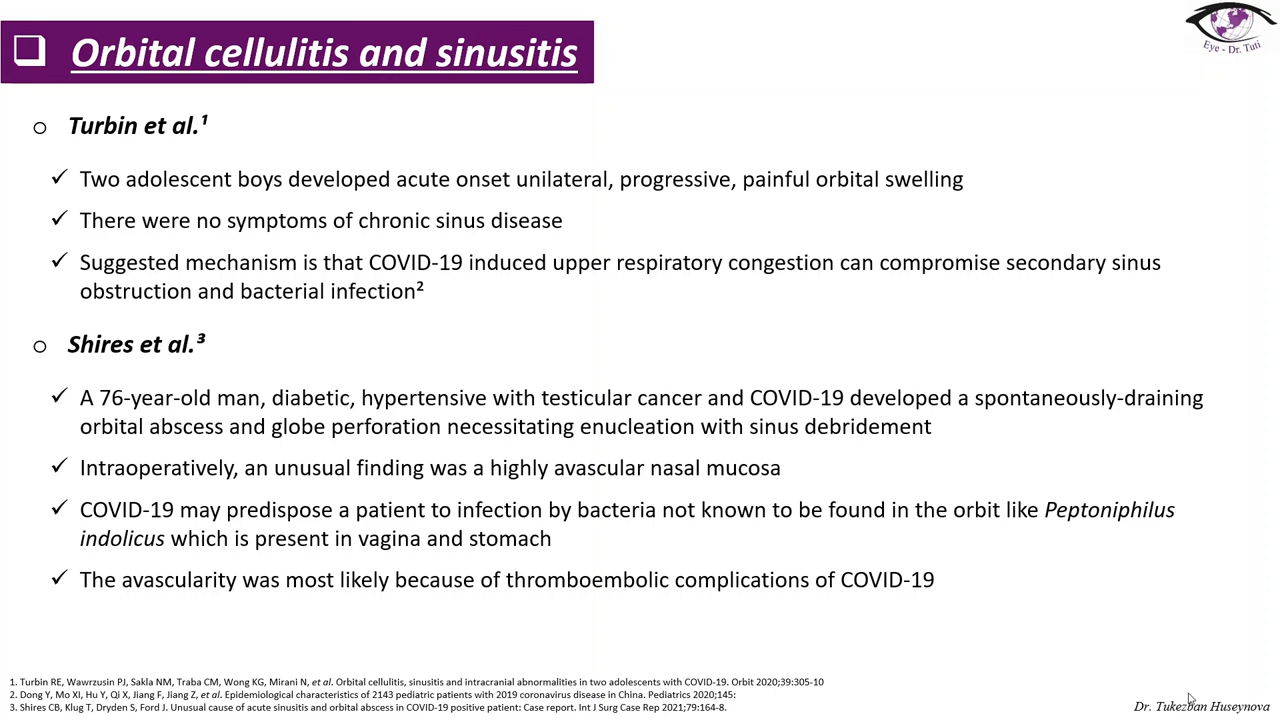 Orbital cellulitis and sinusitis
Eye - Dr. Tuti
Turbin et al.¹
Two adolescent boys developed acute onset unilateral, progressive, painful orbital swelling
There were no symptoms of chronic sinus disease
Suggested mechanism is that COVID-19 induced upper respiratory congestion can compromise secondary sinus
obstruction and bacterial infection²
Shires et al.³
A 76-year-old man, diabetic, hypertensive with testicular cancer and COVID-19 developed a spontaneously-draining
orbital abscess and globe perforation necessitating enucleation with sinus debridement
Intraoperatively, an unusual finding was a highly avascular nasal mucosa
COVID-19 may predispose a patient to infection by bacteria not known to be found in the orbit like Peptoniphilus
indolicus which is present in vagina and stomach
The avascularity was most likely because of thromboembolic complications of COVID-19
1. Turbin RE, Wawrzusin PJ, Sakla NM, Traba CM, Wong KG, Mirani N, et al. Orbital cellulitis, sinusitis and intracranial abnormalities in two adolescents with COVID-19. Orbit 2020;39:305-10
2. Dong Y, Mo XI, Hu Y, Qi X, Jiang F, Jiang Z, et al. Epidemiological characteristics of 2143 pediatric patients with 2019 coronavirus disease in China. Pediatrics 2020;145:
3. Shires CB, Klug T, Dryden S, Ford J. Unusual cause of acute sinusitis and orbital abscess in COVID-19 positive patient: Case report. Int J Surg Case Rep 2021;79:164-8.
Dr. Tukezban Huseynova